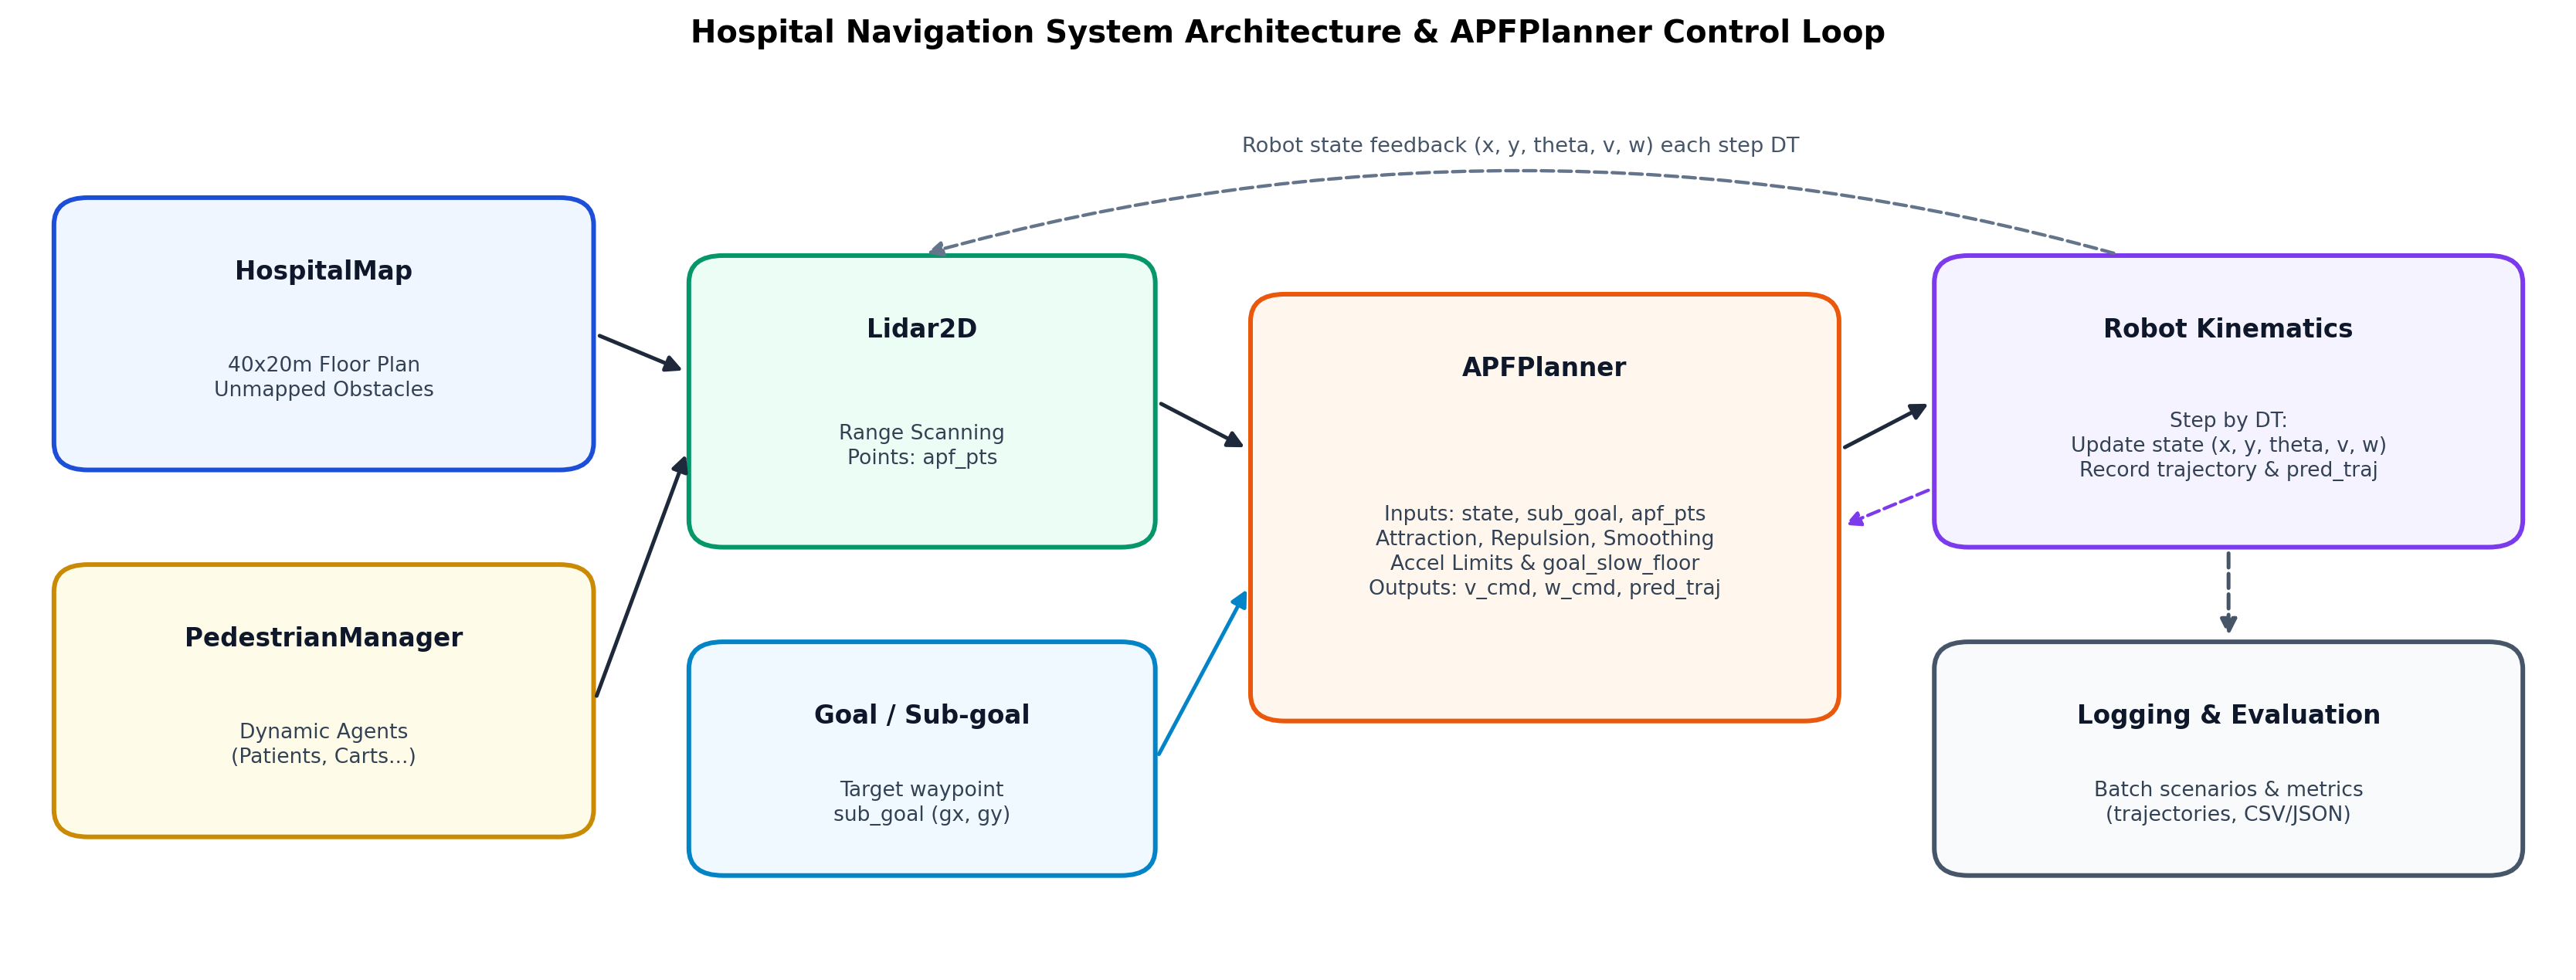 Hospital Navigation System Architecture & APFPlanner Control Loop
Robot state feedback (x, y, theta, v, w) each step DT
HospitalMap
40x20m Floor Plan
Unmapped Obstacles
PedestrianManager
Dynamic Agents
(Patients, Carts...)
Lidar2D
Range Scanning
Points: apf_pts
Goal / Sub-goal
Target waypoint
sub_goal (gx, gy)
APFPlanner
Inputs: state, sub_goal, apf_pts
Attraction, Repulsion, Smoothing
Accel Limits & goal_slow_floor
Outputs: v_cmd, w_cmd, pred_traj
Robot Kinematics
Step by DT:
Update state (x, y, theta, v, w)
Record trajectory & pred_traj
Logging & Evaluation
Batch scenarios & metrics
(trajectories, CSV/JSON)